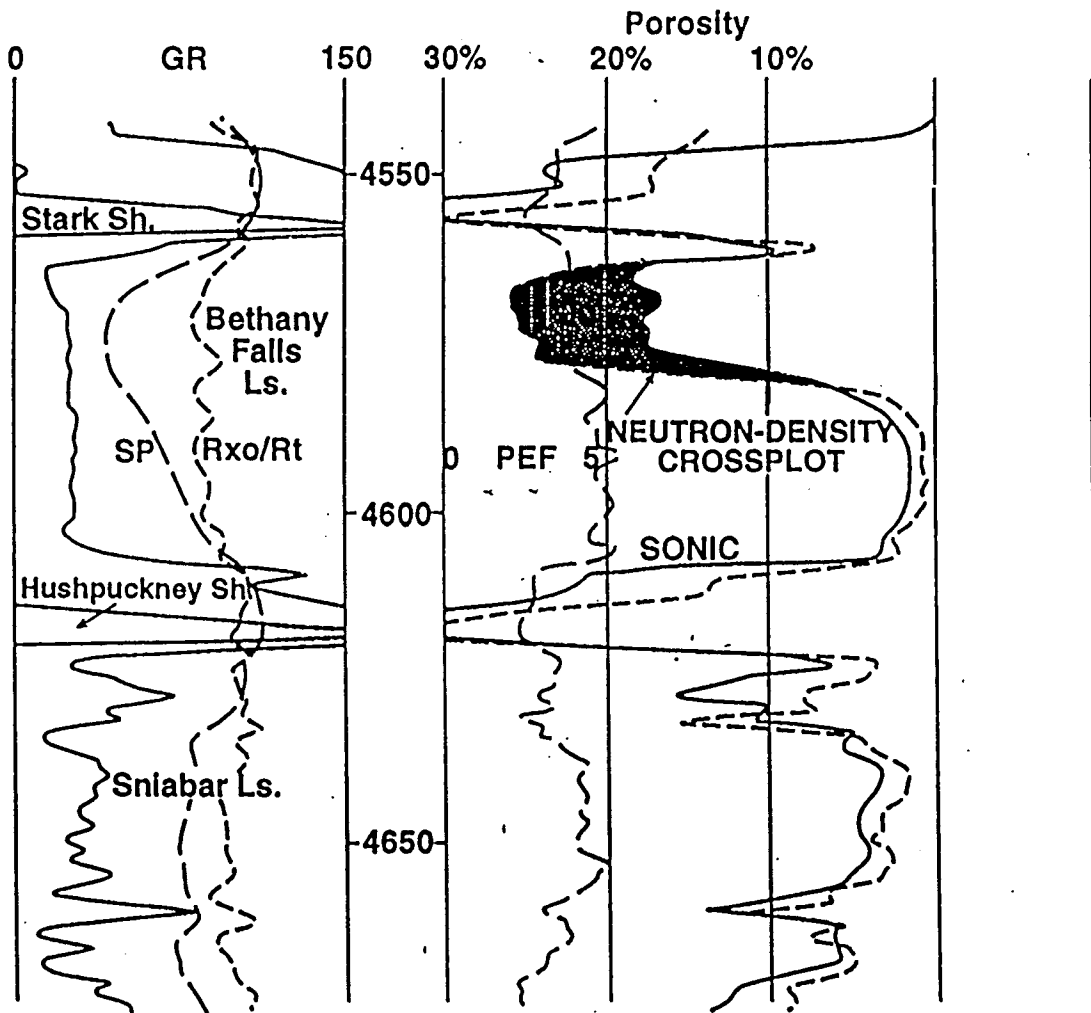 Porosity
0 GR 150 30% 20% 10%
4550
Stark Sh.
Bethany
Falls
Ls.
SP Rxo/Rt
NEUTRON-DENSITY
CROSSPLOT
0 PEF 5
4600
SONIC
Hushpuckney Sh
Sniabar Ls.
4650